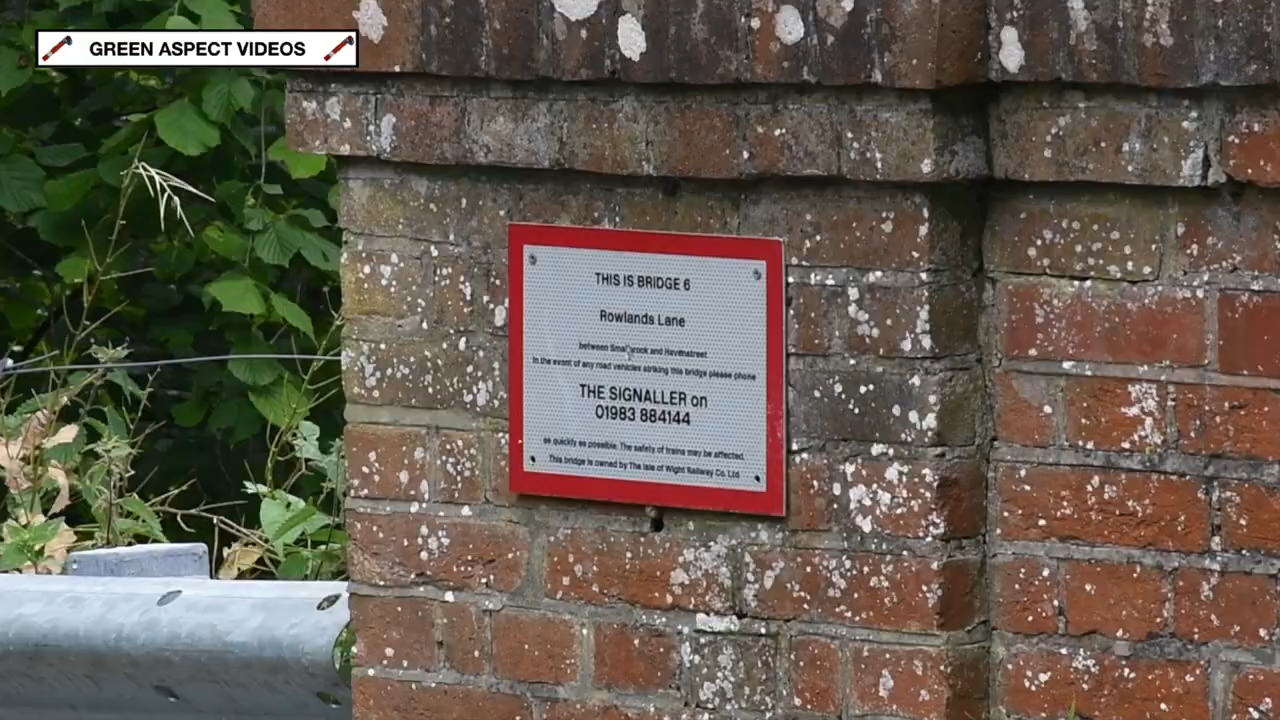 GREEN ASPECT VIDEOS
THIS IS BRIDGE 6
Rowlands Lane
between Smallbrook and Havenstreet
In the event of any road vehicles striking this bridge please phone
THE SIGNALLER on
01983 884144
as quickly as possible. The safety of trains may be affected.
This bridge is owned by The Isle of Wight Railway Co. Ltd